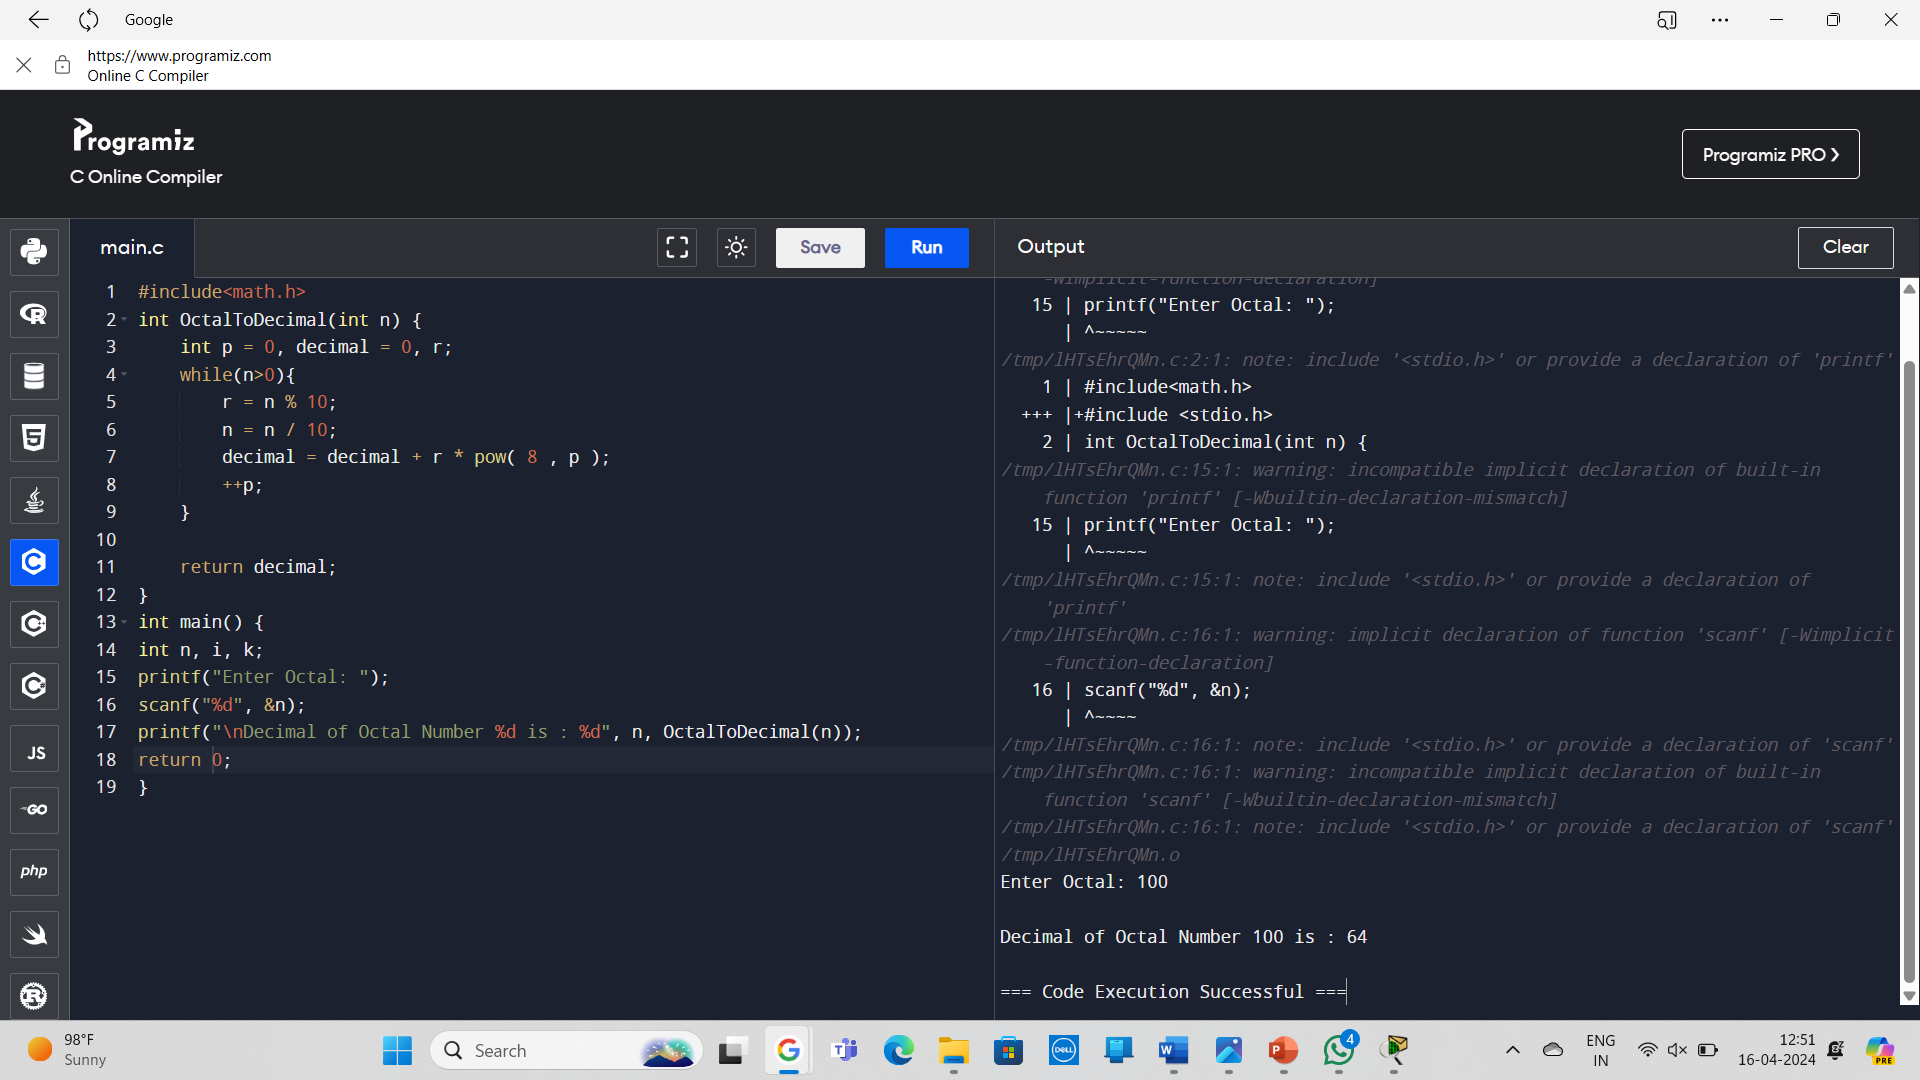 Google
https://www.programiz.com
Online C Compiler
Programiz
C Online Compiler
Programiz PRO ❯
main.c
Save
Run
Output
Clear
1 #include<math.h>
2 int OctalToDecimal(int n) {
3 int p = 0, decimal = 0, r;
4 while(n>0){
5 r = n % 10;
6 n = n / 10;
7 decimal = decimal + r * pow( 8 , p );
8 ++p;
9 }
10
11 return decimal;
12 }
13 int main() {
14 int n, i, k;
15 printf("Enter Octal: ");
16 scanf("%d", &n);
17 printf("\nDecimal of Octal Number %d is : %d", n, OctalToDecimal(n));
18 return 0;
19 }
-Wimplicit-function-declaration]
15 | printf("Enter Octal: ");
| ^~~~~~
/tmp/lHTsEhrQMn.c:2:1: note: include '<stdio.h>' or provide a declaration of 'printf'
1 | #include<math.h>
+++ |+#include <stdio.h>
2 | int OctalToDecimal(int n) {
/tmp/lHTsEhrQMn.c:15:1: warning: incompatible implicit declaration of built-in
function 'printf' [-Wbuiltin-declaration-mismatch]
15 | printf("Enter Octal: ");
| ^~~~~~
/tmp/lHTsEhrQMn.c:15:1: note: include '<stdio.h>' or provide a declaration of
'printf'
/tmp/lHTsEhrQMn.c:16:1: warning: implicit declaration of function 'scanf' [-Wimplicit
-function-declaration]
16 | scanf("%d", &n);
| ^~~~~
/tmp/lHTsEhrQMn.c:16:1: note: include '<stdio.h>' or provide a declaration of 'scanf'
/tmp/lHTsEhrQMn.c:16:1: warning: incompatible implicit declaration of built-in
function 'scanf' [-Wbuiltin-declaration-mismatch]
/tmp/lHTsEhrQMn.c:16:1: note: include '<stdio.h>' or provide a declaration of 'scanf'
/tmp/lHTsEhrQMn.o
Enter Octal: 100
Decimal of Octal Number 100 is : 64
=== Code Execution Successful ===
R
5
C
JS
GO
php
R
98°F
Sunny
Search
DELL
W
P
4
ENG
IN
12:51
16-04-2024
PRE